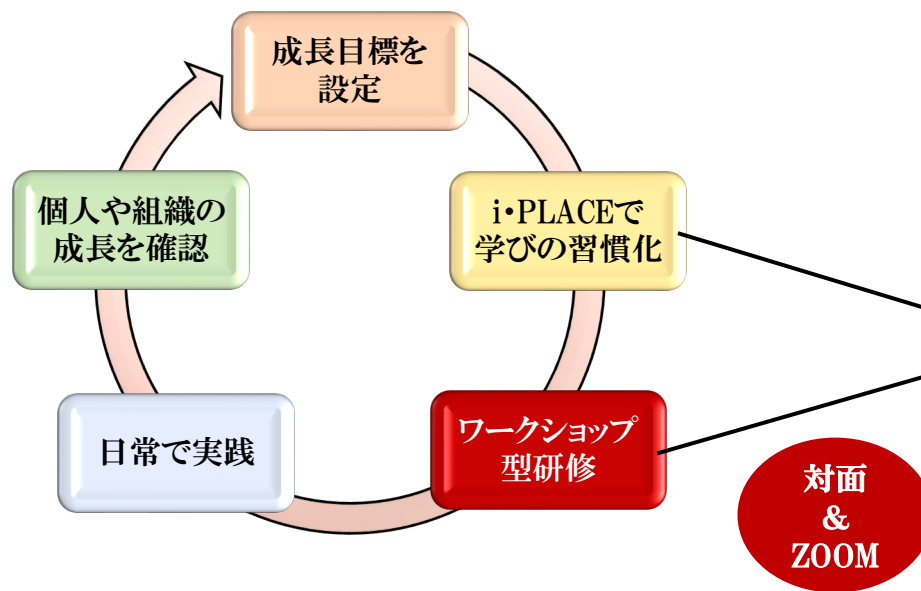 成長目標を
設定
i・PLACEで
学びの習慣化
ワークショップ
型研修
日常で実践
個人や組織の
成長を確認
対面
&
ZOOM